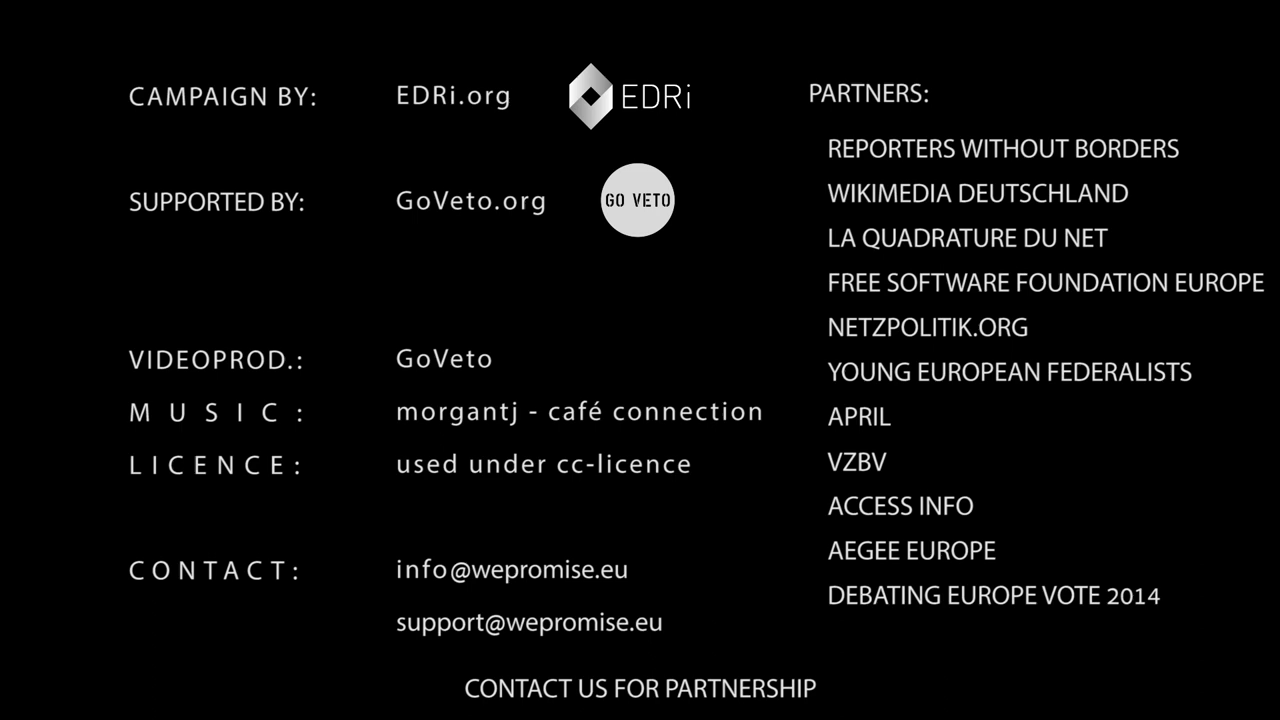 CAMPAIGN BY: EDRi.org EDRi
SUPPORTED BY: GoVeto.org GO VETO
VIDEOPROD.: GoVeto
MUSIC: morgantj - café connection
LICENCE: used under cc-licence
CONTACT: info@wepromise.eu
support@wepromise.eu
PARTNERS:
REPORTERS WITHOUT BORDERS
WIKIMEDIA DEUTSCHLAND
LA QUADRATURE DU NET
FREE SOFTWARE FOUNDATION EUROPE
NETZPOLITIK.ORG
YOUNG EUROPEAN FEDERALISTS
APRIL
VZBV
ACCESS INFO
AEGEE EUROPE
DEBATING EUROPE VOTE 2014
CONTACT US FOR PARTNERSHIP